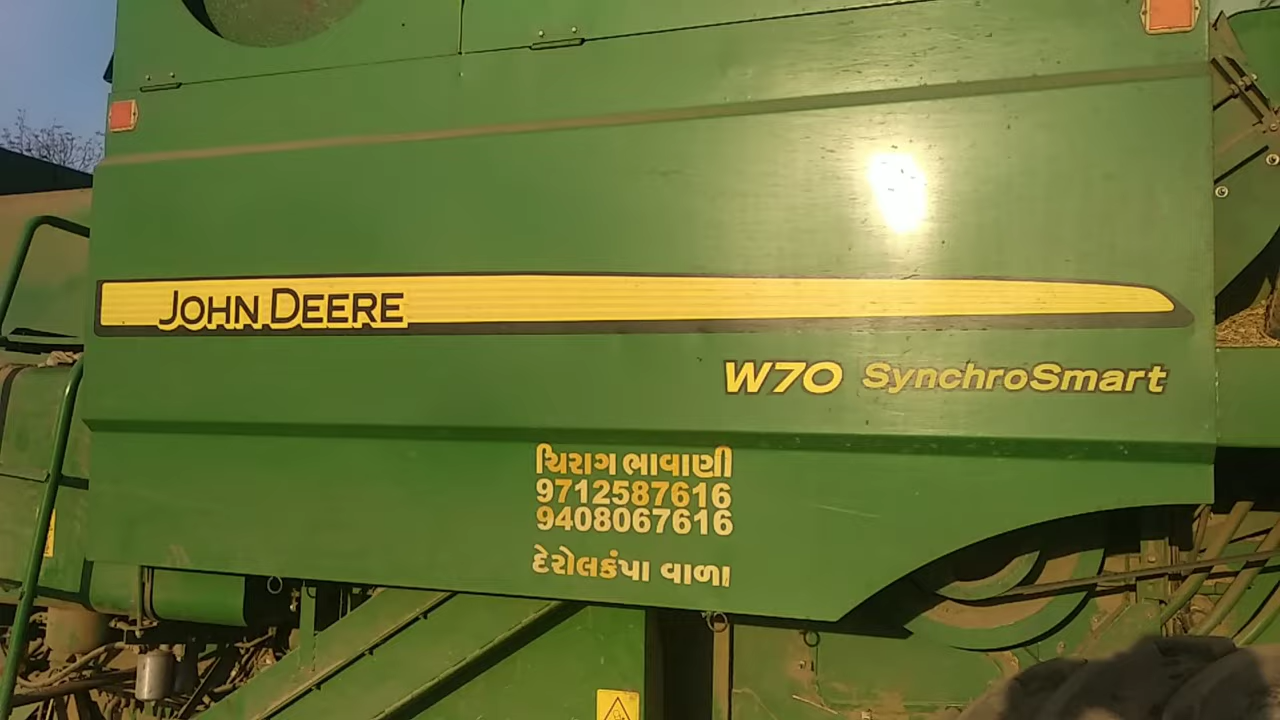 JOHN DEERE
W70 SynchroSmart
ચિરાગ ભાવાણી
9712587616
9408067616
દેરોલકંપા વાળા